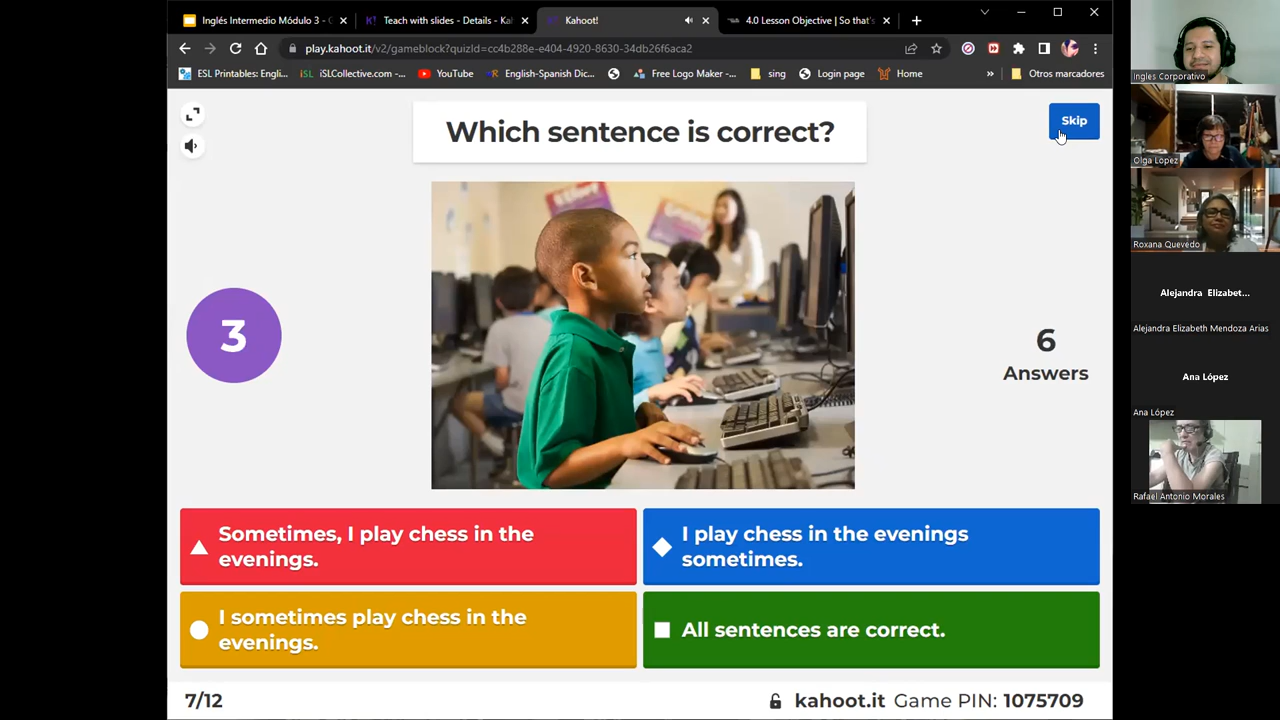 Inglés Intermedio Módulo 3 - G
Teach with slides - Details - Kah
Kahoot!
4.0 Lesson Objective | So that's
play.kahoot.it/v2/gameblock?quizId=cc4b288e-e404-4920-8630-34db26f6aca2
ESL Printables: Engli...
iSLCollective.com -...
YouTube
English-Spanish Dic...
Free Logo Maker -...
sing
Login page
Home
»
Otros marcadores
Which sentence is correct?
Skip
3
6
Answers
Sometimes, I play chess in the
evenings.
I play chess in the evenings
sometimes.
I sometimes play chess in the
evenings.
All sentences are correct.
7/12
kahoot.it Game PIN: 1075709
Ingles Corporativo
Olga Lopez
Roxana Quevedo
Alejandra Elizabet...
Alejandra Elizabeth Mendoza Arias
Ana López
Ana López
Rafael Antonio Morales